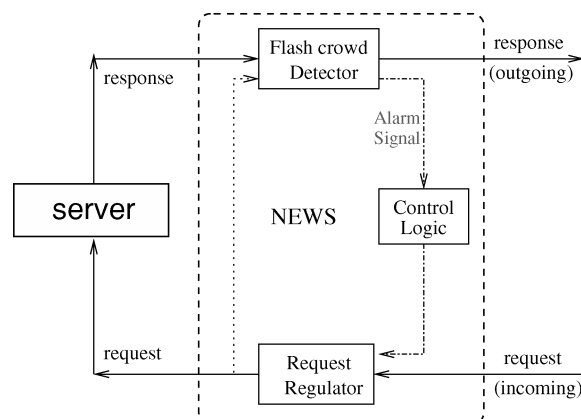 Flash crowd
Detector
response
(outgoing)
response
Alarm
Signal
server
NEWS
Control
Logic
request
Request
Regulator
request
(incoming)